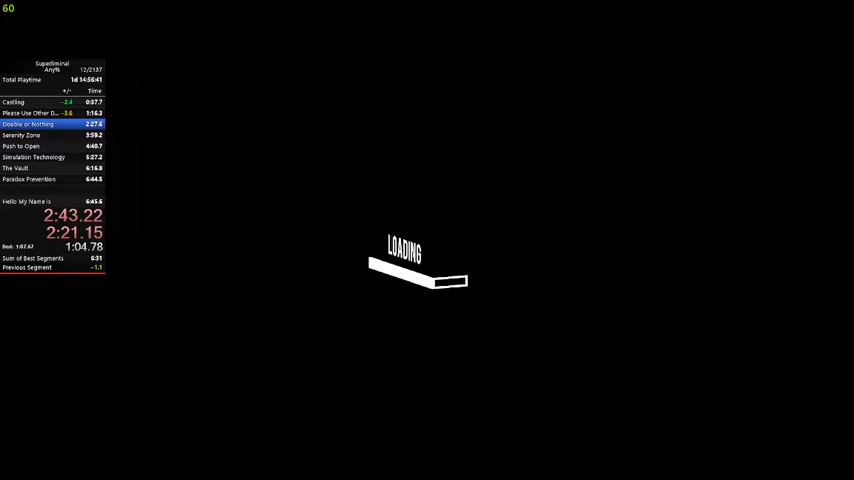 60
Superliminal
Any% 12/2137
Total Playtime 1d 14:56:41
+/- Time
Castling -2.4 0:37.7
Please Use Other D... -3.6 1:16.3
Double or Nothing 2:27.6
Serenity Zone 3:59.2
Push to Open 4:40.7
Simulation Technology 5:27.2
The Vault 6:16.8
Paradox Prevention 6:44.5
Hello My Name is 6:45.6
2:43.22
2:21.15
Best: 1:07.67 1:04.78
Sum of Best Segments 6:31
Previous Segment -1.1
LOADING